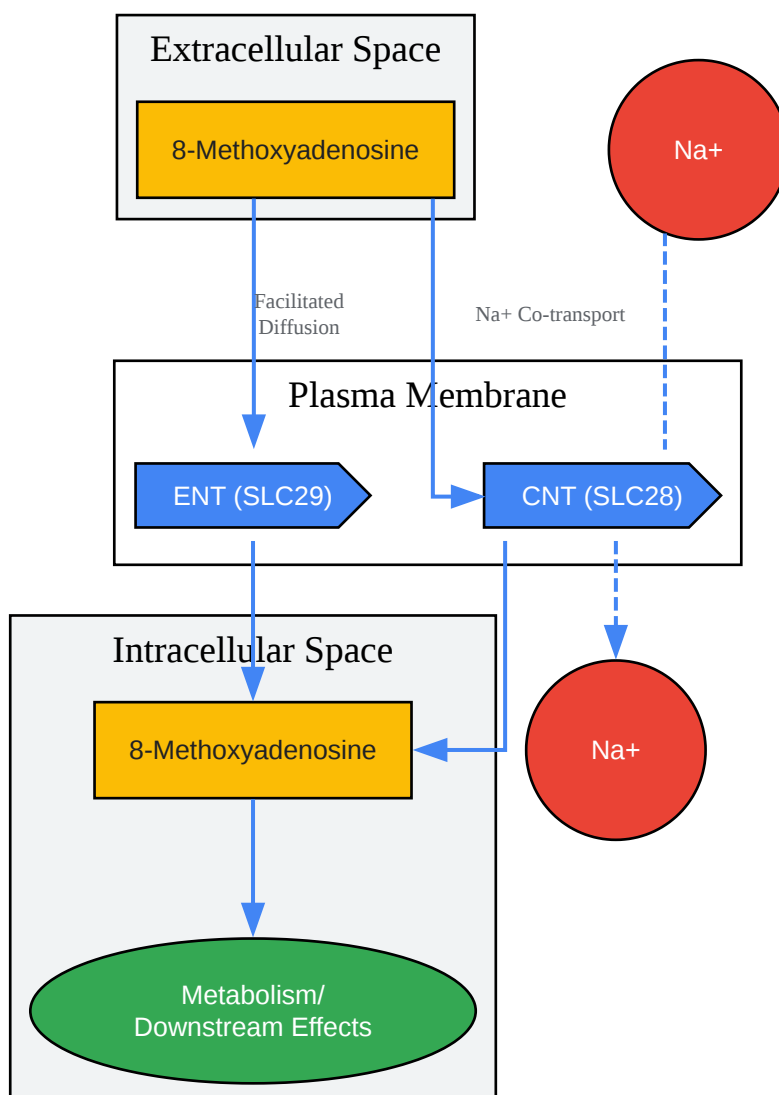 Extracellular Space
8-Methoxyadenosine
Na+
Facilitated
Diffusion
Na+ Co-transport
Plasma Membrane
ENT (SLC29)
CNT (SLC28)
Intracellular Space
8-Methoxyadenosine
Na+
Metabolism/
Downstream Effects